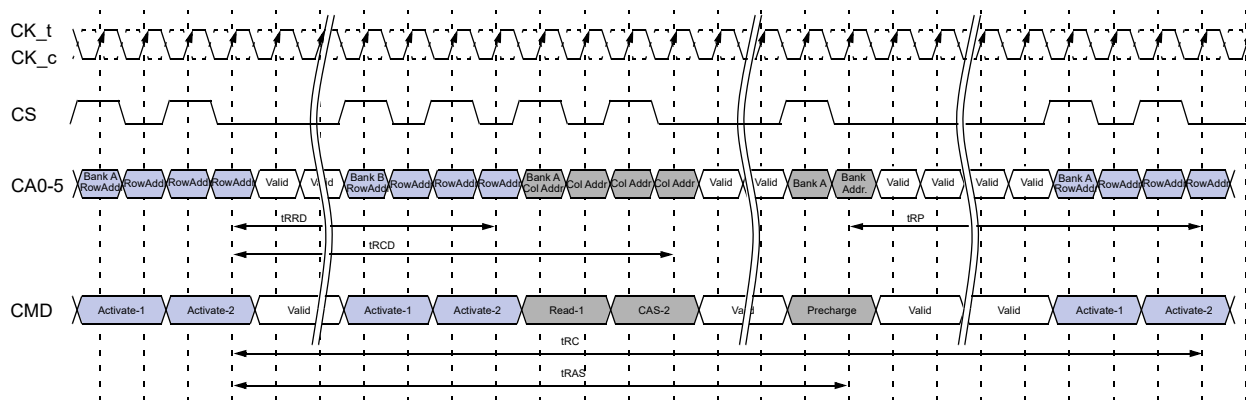 CK_t
CK_c
CS
CA0-5
Bank A
RowAddr
RowAddr
RowAddr
RowAddr
Valid
Valid
Bank B
RowAddr
RowAddr
RowAddr
RowAddr
Bank A
Col Addr
Col Addr
Col Addr
Col Addr
Valid
Valid
Bank A
Bank
Addr.
Valid
Valid
Valid
Valid
Bank A
RowAddr
RowAddr
RowAddr
RowAddr
tRRD
tRP
tRCD
CMD
Activate-1
Activate-2
Valid
Activate-1
Activate-2
Read-1
CAS-2
Valid
Precharge
Valid
Valid
Activate-1
Activate-2
tRC
tRAS